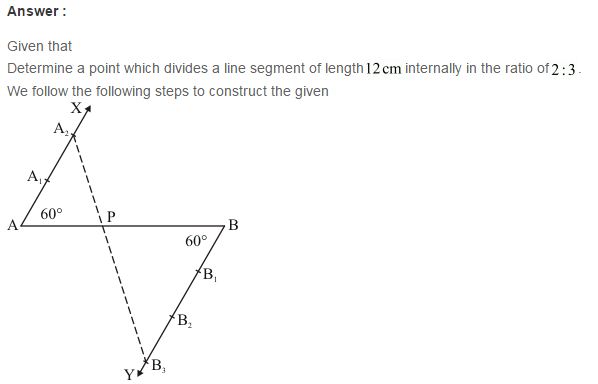 Answer :
Given that
Determine a point which divides a line segment of length 12 cm internally in the ratio of 2 : 3 .
We follow the following steps to construct the given
X
A₂
A₁
60°
P
A
B
60°
B₁
B₂
B₃
Y